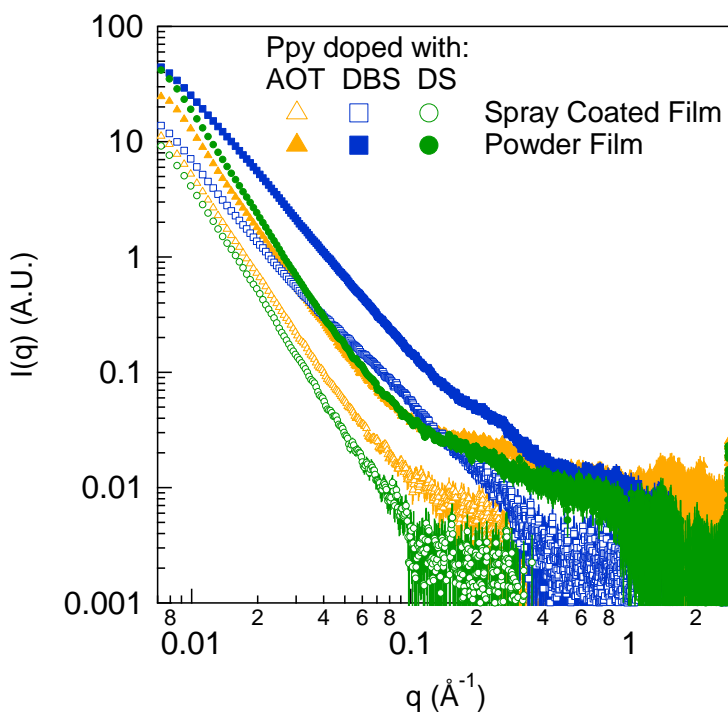 Ppy doped with:
AOT DBS DS
Spray Coated Film
Powder Film
I(q) (A.U.)
100
10
1
0.1
0.01
0.001
8 2 4 6 8 2 4 6 8 2
0.01 0.1 1
q (Å⁻¹)